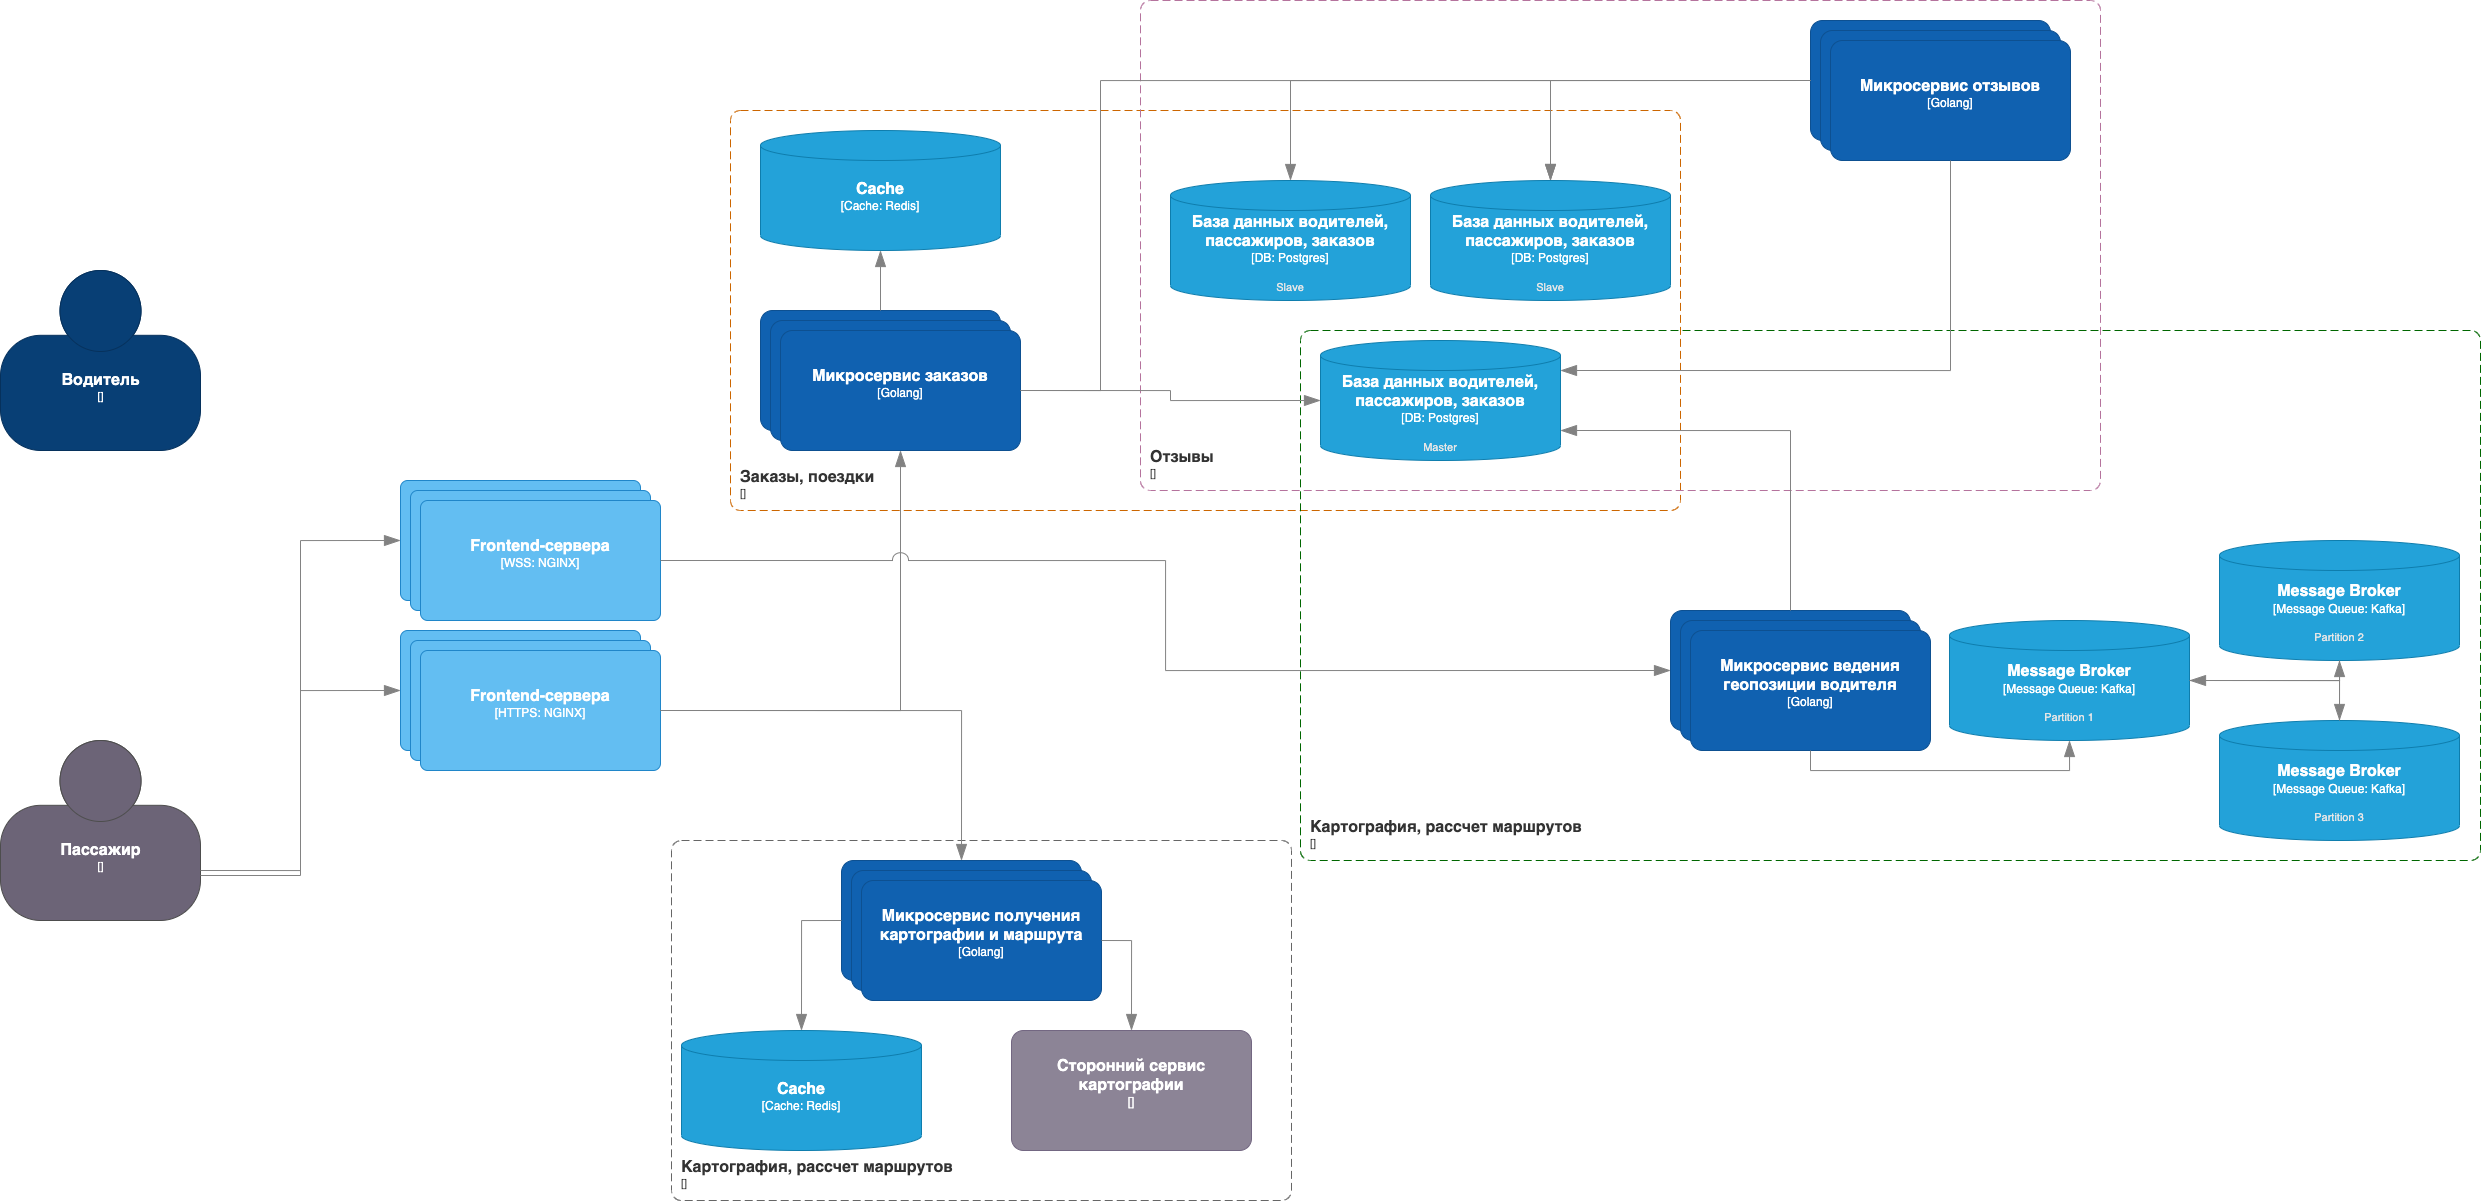 Микросервис отзывов
[Golang]
Cache
[Cache: Redis]
База данных водителей,
пассажиров, заказов
[DB: Postgres]
Slave
База данных водителей,
пассажиров, заказов
[DB: Postgres]
Slave
Водитель
[]
Микросервис заказов
[Golang]
База данных водителей,
пассажиров, заказов
[DB: Postgres]
Master
Отзывы
[]
Заказы, поездки
[]
Frontend-сервера
[WSS: NGINX]
Frontend-сервера
[HTTPS: NGINX]
Message Broker
[Message Queue: Kafka]
Partition 2
Микросервис ведения
геопозиции водителя
[Golang]
Message Broker
[Message Queue: Kafka]
Partition 1
Message Broker
[Message Queue: Kafka]
Partition 3
Картография, рассчет маршрутов
[]
Пассажир
[]
Микросервис получения
картографии и маршрута
[Golang]
Cache
[Cache: Redis]
Сторонний сервис
картографии
[]
Картография, рассчет маршрутов
[]